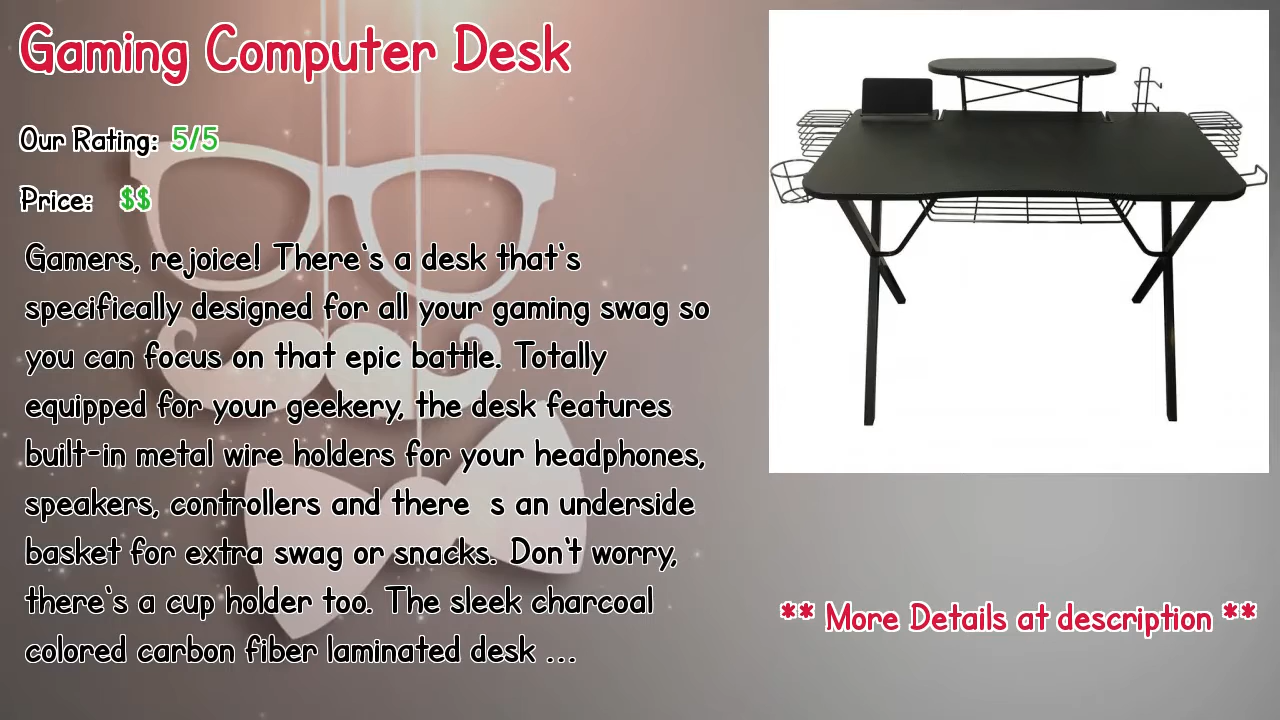 Gaming Computer Desk
Our Rating: 5/5
Price: $$
Gamers, rejoice! There`s a desk that`s
specifically designed for all your gaming swag so
you can focus on that epic battle. Totally
equipped for your geekery, the desk features
built-in metal wire holders for your headphones,
speakers, controllers and there  s an underside
basket for extra swag or snacks. Don`t worry,
there`s a cup holder too. The sleek charcoal
colored carbon fiber laminated desk ...
** More Details at description **